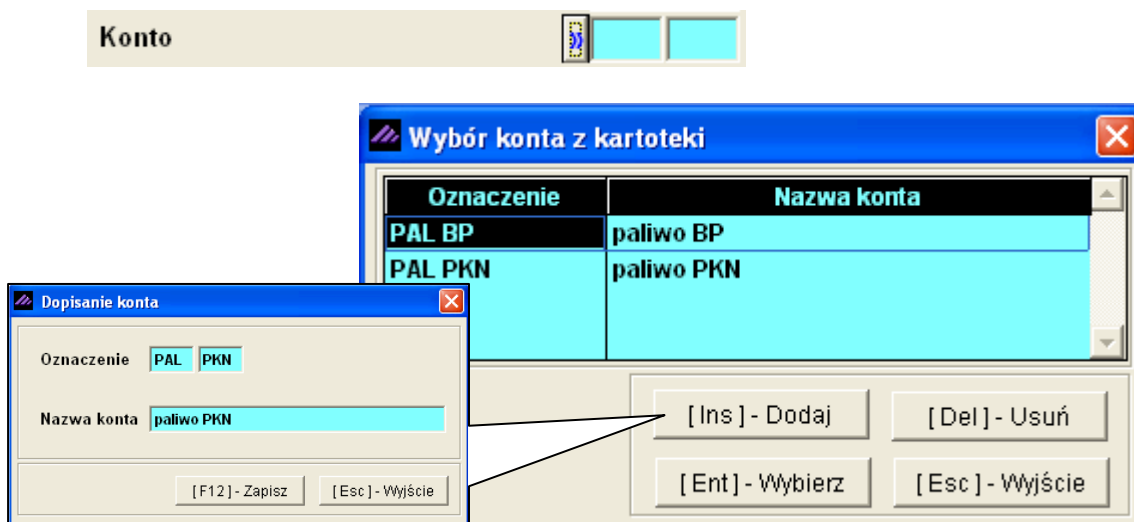 Konto
Wybór konta z kartoteki
Oznaczenie Nazwa konta
PAL BP paliwo BP
PAL PKN paliwo PKN
[Ins] - Dodaj [Del] - Usuń
[Ent] - Wybierz [Esc] - Wyjście
Dopisanie konta
Oznaczenie PAL PKN
Nazwa konta paliwo PKN
[F12] - Zapisz [Esc] - Wyjście